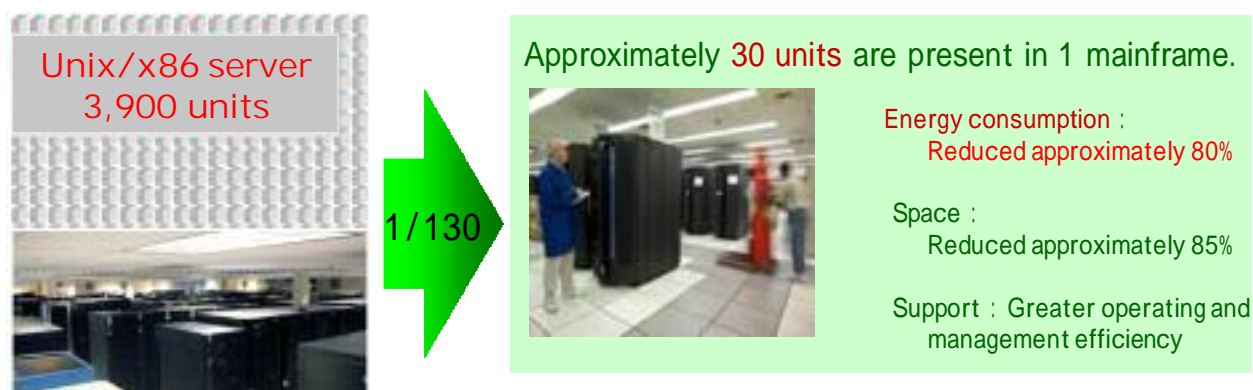 Unix/x86 server
3,900 units
1/130
Approximately 30 units are present in 1 mainframe.
Energy consumption :
Reduced approximately 80%
Space :
Reduced approximately 85%
Support : Greater operating and
management efficiency